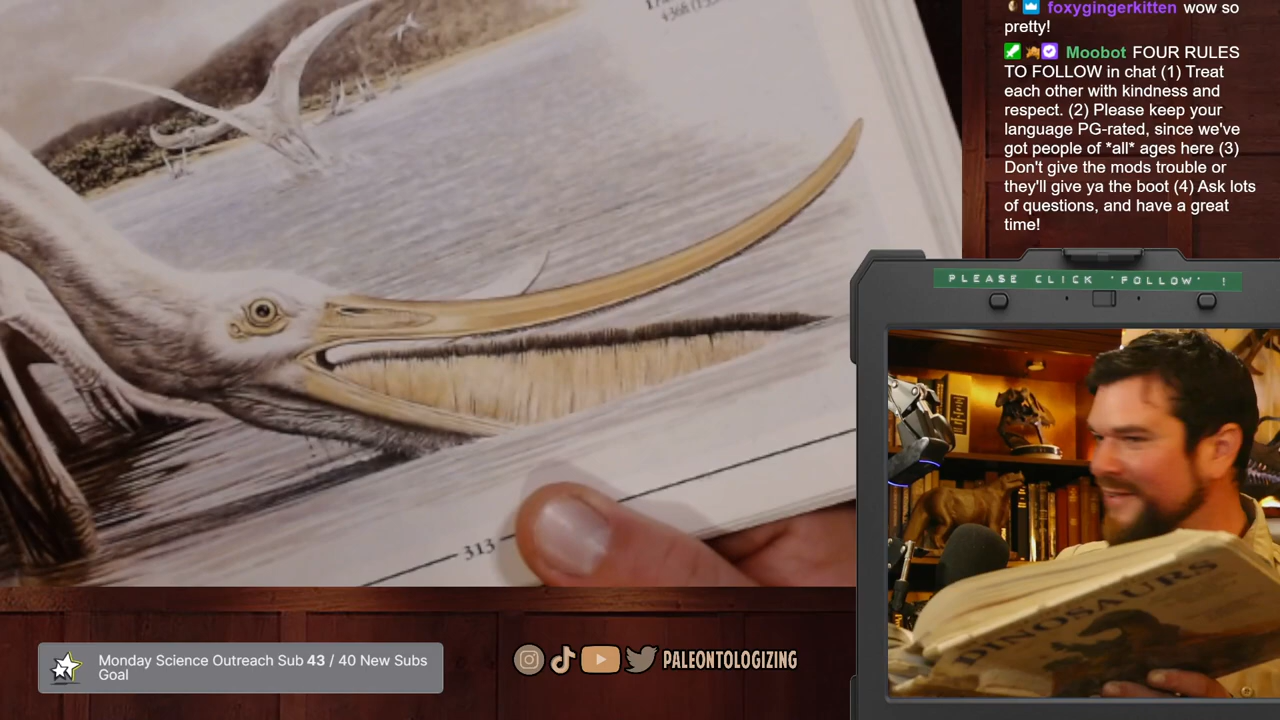 foxygingerkitten wow so
pretty!
Moobot FOUR RULES
TO FOLLOW in chat (1) Treat
each other with kindness and
respect. (2) Please keep your
language PG-rated, since we've
got people of *all* ages here (3)
Don't give the mods trouble or
they'll give ya the boot (4) Ask lots
of questions, and have a great
time!
PLEASE CLICK 'FOLLOW' !
313
DINOSAURS
Monday Science Outreach Sub 43 / 40 New Subs
Goal
PALEONTOLOGIZING